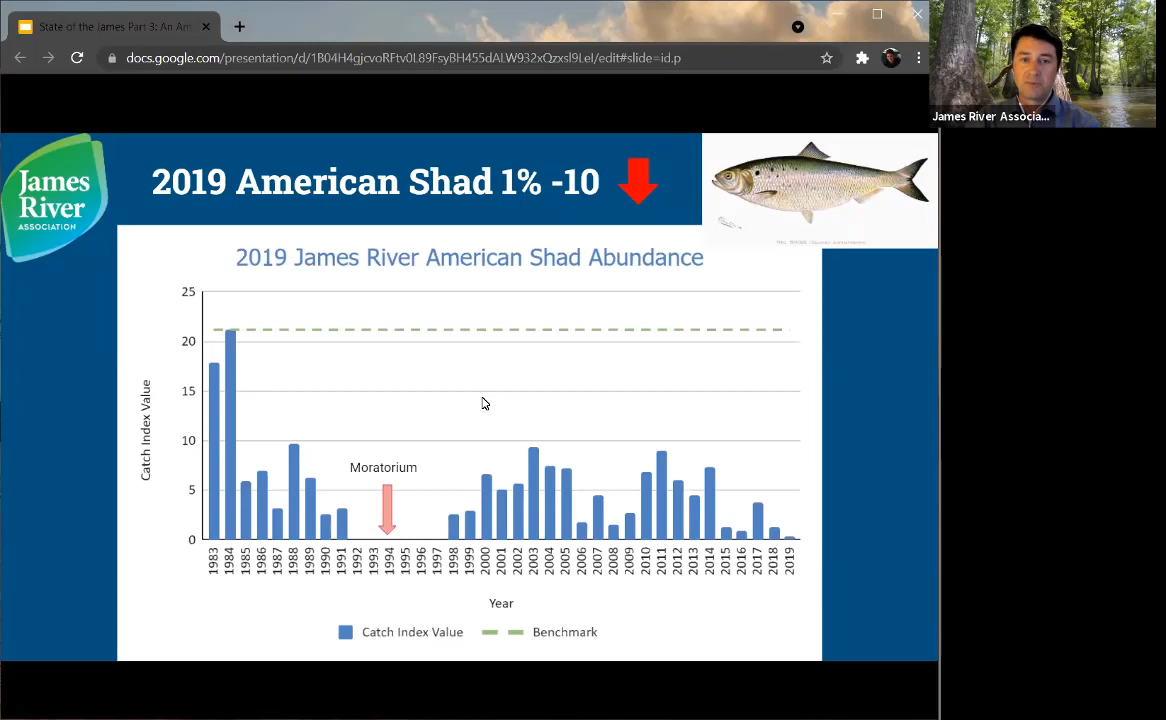 State of the James Part 3: An Am
docs.google.com/presentation/d/1B04H4gjcvoRFtv0L89FsyBH455dALW932xQzxsl9LeI/edit#slide=id.p
James River Associa...
James
River
ASSOCIATION
2019 American Shad 1% -10
2019 James River American Shad Abundance
25
20
15
10
5
0
Catch Index Value
Moratorium
1983 1984 1985 1986 1987 1988 1989 1990 1991 1992 1993 1994 1995 1996 1997 1998 1999 2000 2001 2002 2003 2004 2005 2006 2007 2008 2009 2010 2011 2012 2013 2014 2015 2016 2017 2018 2019
Year
Catch Index Value
Benchmark